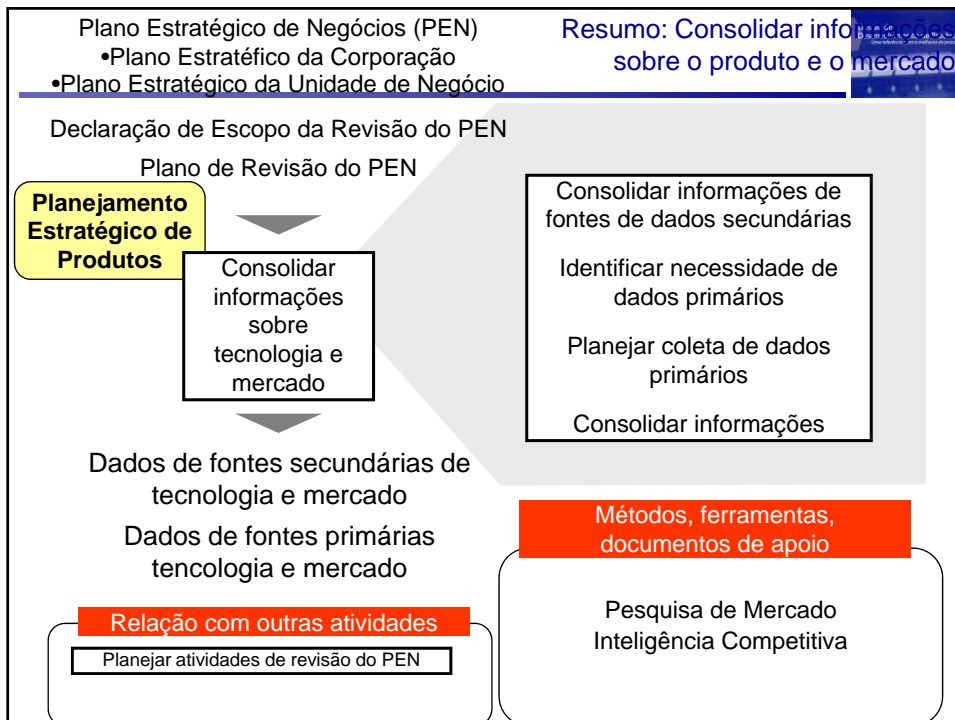 Plano Estratégico de Negócios (PEN)
•Plano Estratéfico da Corporação
•Plano Estratégico da Unidade de Negócio
Resumo: Consolidar informações
sobre o produto e o mercado
Declaração de Escopo da Revisão do PEN
Plano de Revisão do PEN
Planejamento
Estratégico de
Produtos
Consolidar
informações
sobre
tecnologia e
mercado
Consolidar informações de
fontes de dados secundárias
Identificar necessidade de
dados primários
Planejar coleta de dados
primários
Consolidar informações
Dados de fontes secundárias de
tecnologia e mercado
Dados de fontes primárias
tencologia e mercado
Métodos, ferramentas,
documentos de apoio
Pesquisa de Mercado
Inteligência Competitiva
Relação com outras atividades
Planejar atividades de revisão do PEN